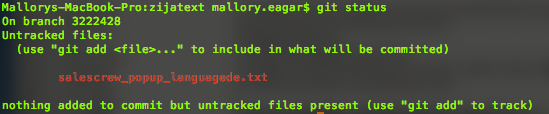 Mallorys-MacBook-Pro:zijatext mallory.eagar$ git status
On branch 3222428
Untracked files:
(use "git add <file>..." to include in what will be committed)
salescrew_popup_languagede.txt
nothing added to commit but untracked files present (use "git add" to track)